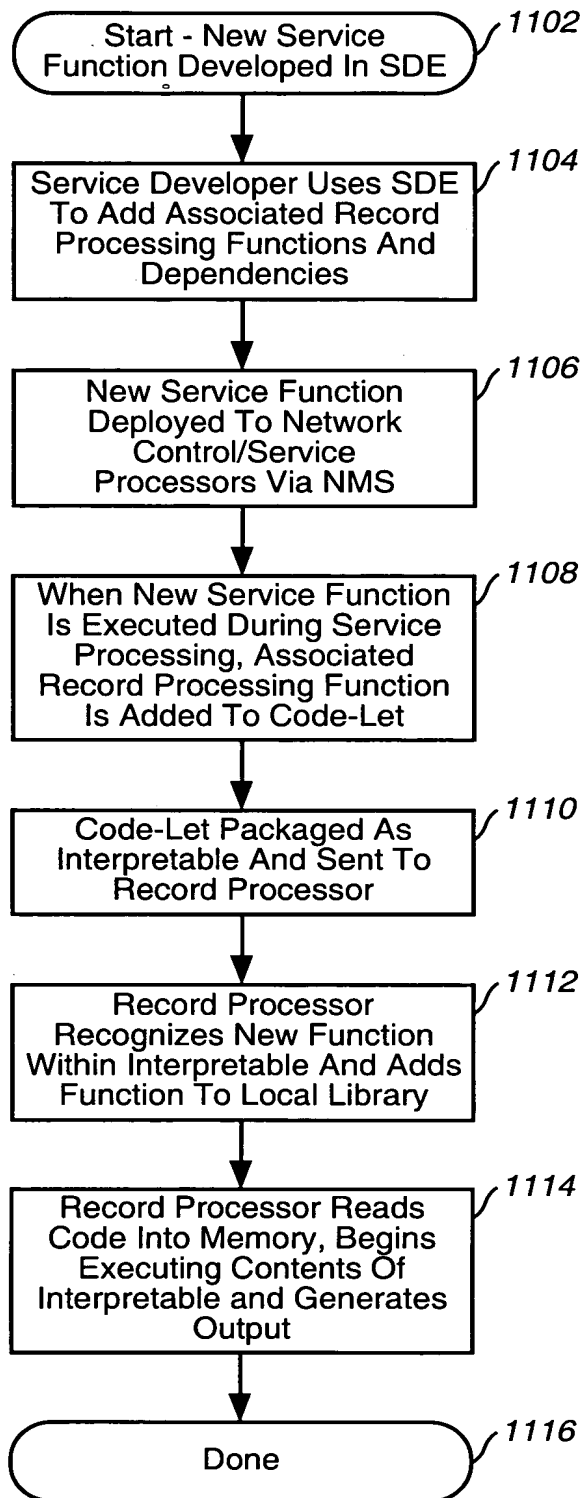 1102
Start - New Service
Function Developed In SDE
1104
Service Developer Uses SDE
To Add Associated Record
Processing Functions And
Dependencies
1106
New Service Function
Deployed To Network
Control/Service
Processors Via NMS
1108
When New Service Function
Is Executed During Service
Processing, Associated
Record Processing Function
Is Added To Code-Let
1110
Code-Let Packaged As
Interpretable And Sent To
Record Processor
1112
Record Processor
Recognizes New Function
Within Interpretable And Adds
Function To Local Library
1114
Record Processor Reads
Code Into Memory, Begins
Executing Contents Of
Interpretable and Generates
Output
1116
Done